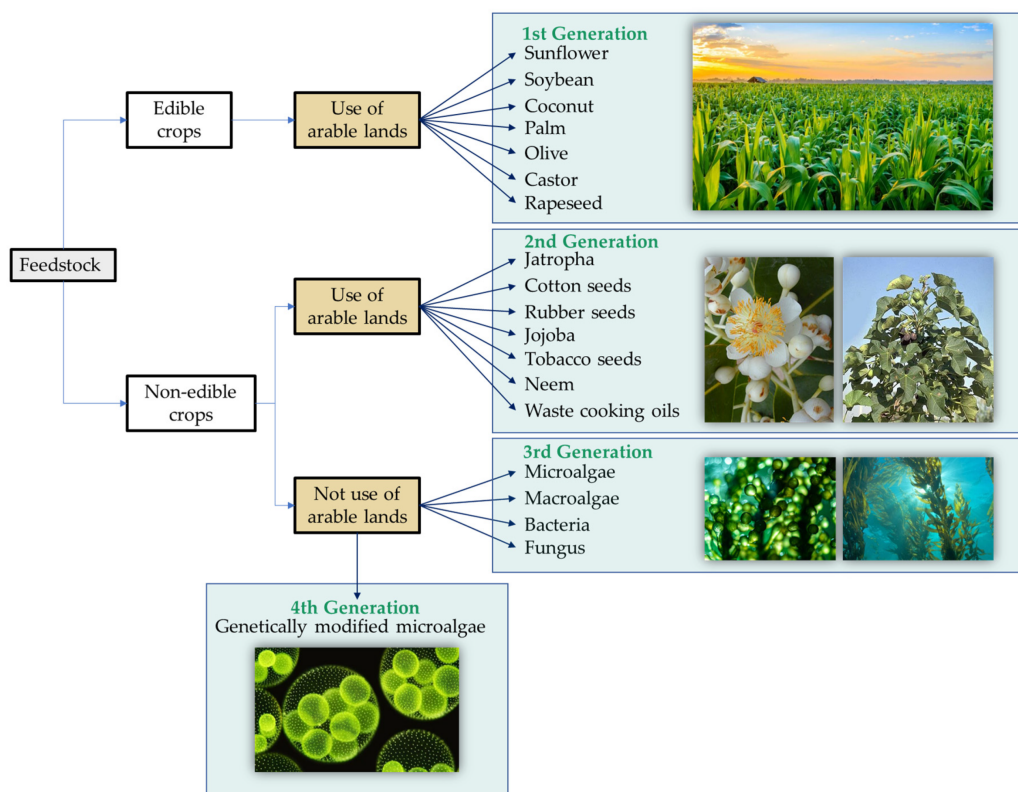 1st Generation
Sunflower
Soybean
Coconut
Palm
Olive
Castor
Rapeseed
Edible
crops
Use of
arable lands
Feedstock
2nd Generation
Jatropha
Cotton seeds
Rubber seeds
Jojoba
Tobacco seeds
Neem
Waste cooking oils
Use of
arable lands
Non-edible
crops
3rd Generation
Microalgae
Macroalgae
Bacteria
Fungus
Not use of
arable lands
4th Generation
Genetically modified microalgae